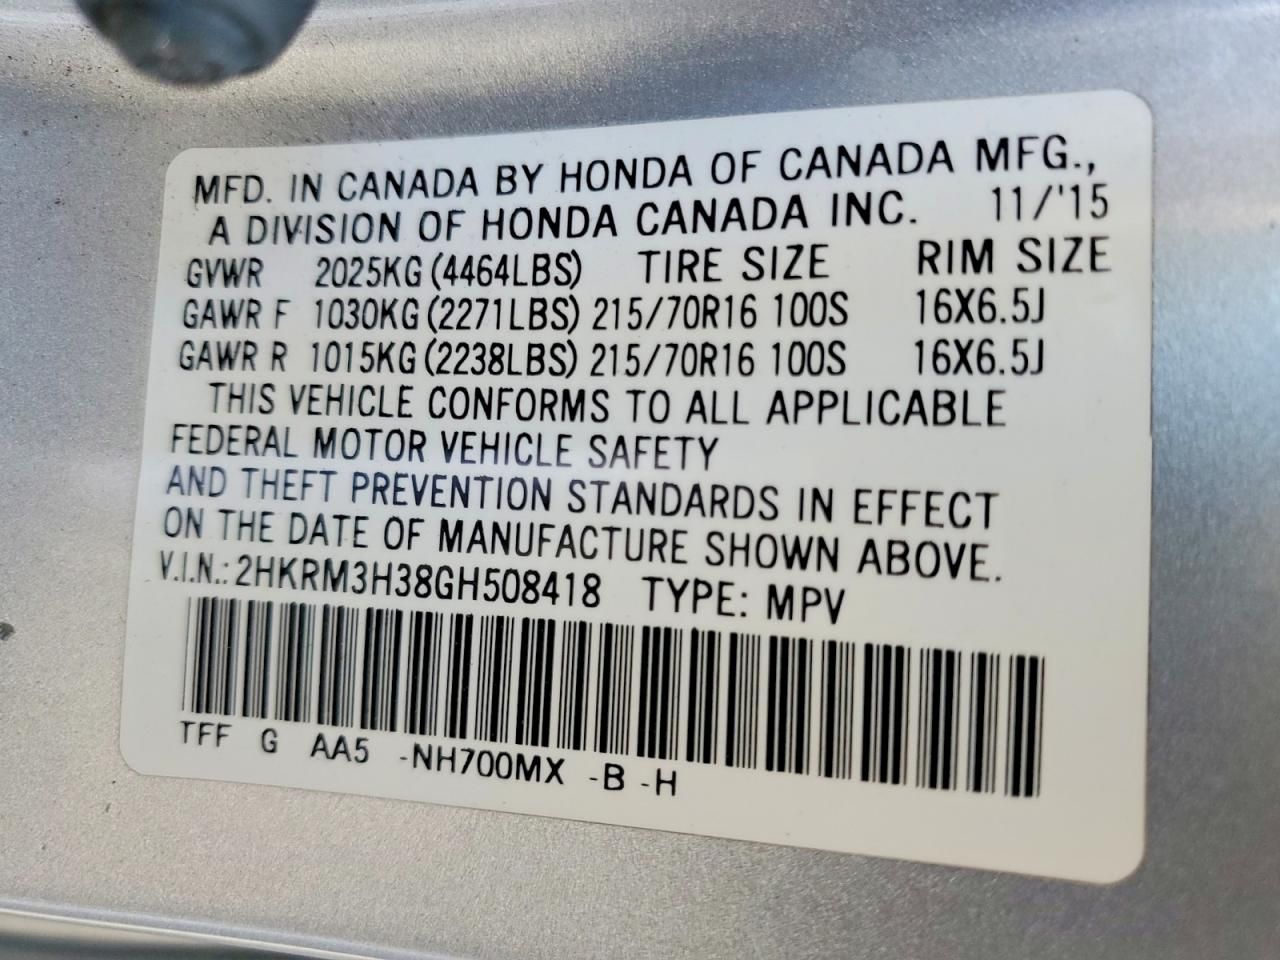 MFD. IN CANADA BY HONDA OF CANADA MFG.,
A DIVISION OF HONDA CANADA INC. 11/'15
GVWR 2025KG (4464LBS) TIRE SIZE RIM SIZE
GAWR F 1030KG (2271LBS) 215/70R16 100S 16X6.5J
GAWR R 1015KG (2238LBS) 215/70R16 100S 16X6.5J
THIS VEHICLE CONFORMS TO ALL APPLICABLE
FEDERAL MOTOR VEHICLE SAFETY
AND THEFT PREVENTION STANDARDS IN EFFECT
ON THE DATE OF MANUFACTURE SHOWN ABOVE.
V.I.N.: 2HKRM3H38GH508418 TYPE: MPV
TFF G AA5 -NH700MX -B -H